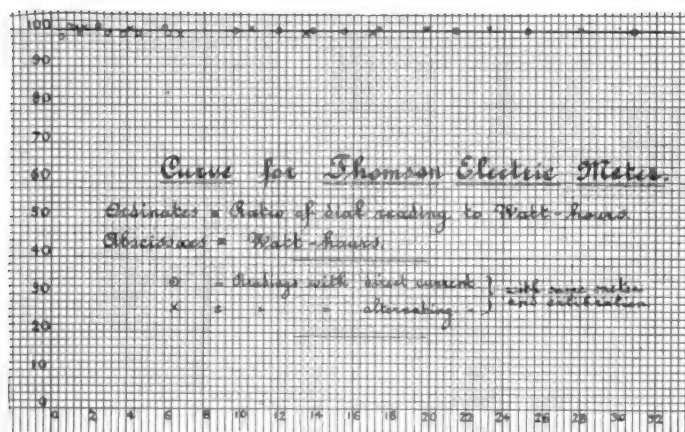 100
90
80
70
60
50
40
30
20
10
0
Curve for Thomson Electric Meter.
Ordinates = Ratio of dial reading to Watt-hours.
Abscissae = Watt-hours.
o = Readings with direct current } with same meter
x = " " " alternating " } and calibration
0 2 4 6 8 10 12 14 16 18 20 22 24 26 28 30 32